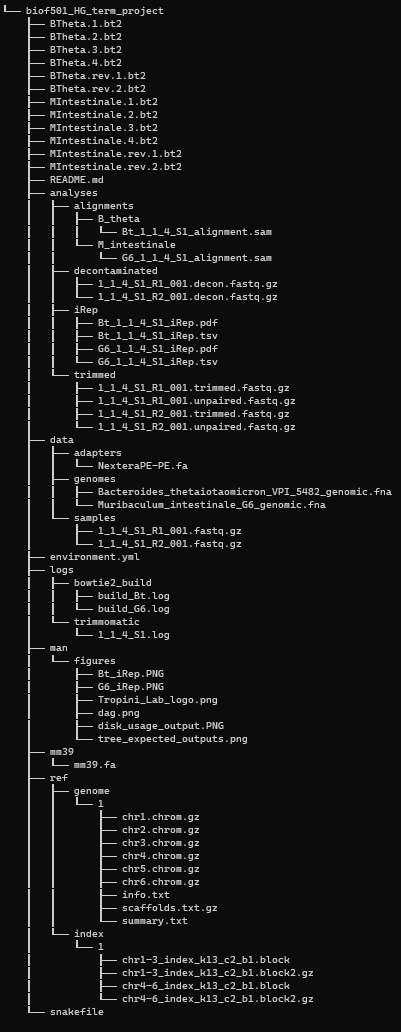 └── biof501_HG_term_project
    ├── BTheta.1.bt2
    ├── BTheta.2.bt2
    ├── BTheta.3.bt2
    ├── BTheta.4.bt2
    ├── BTheta.rev.1.bt2
    ├── BTheta.rev.2.bt2
    ├── MIntestinale.1.bt2
    ├── MIntestinale.2.bt2
    ├── MIntestinale.3.bt2
    ├── MIntestinale.4.bt2
    ├── MIntestinale.rev.1.bt2
    ├── MIntestinale.rev.2.bt2
    ├── README.md
    ├── analyses
    │   ├── alignments
    │   │   ├── B_theta
    │   │   │   └── Bt_1_1_4_S1_alignment.sam
    │   │   └── M_intestinale
    │   │       └── G6_1_1_4_S1_alignment.sam
    │   ├── decontaminated
    │   │   ├── 1_1_4_S1_R1_001.decon.fastq.gz
    │   │   └── 1_1_4_S1_R2_001.decon.fastq.gz
    │   ├── iRep
    │   │   ├── Bt_1_1_4_S1_iRep.pdf
    │   │   ├── Bt_1_1_4_S1_iRep.tsv
    │   │   ├── G6_1_1_4_S1_iRep.pdf
    │   │   └── G6_1_1_4_S1_iRep.tsv
    │   └── trimmed
    │       ├── 1_1_4_S1_R1_001.trimmed.fastq.gz
    │       ├── 1_1_4_S1_R1_001.unpaired.fastq.gz
    │       ├── 1_1_4_S1_R2_001.trimmed.fastq.gz
    │       └── 1_1_4_S1_R2_001.unpaired.fastq.gz
    ├── data
    │   ├── adapters
    │   │   └── NexteraPE-PE.fa
    │   ├── genomes
    │   │   ├── Bacteroides_thetaiotaomicron_VPI_5482_genomic.fna
    │   │   └── Muribaculum_intestinale_G6_genomic.fna
    │   └── samples
    │       ├── 1_1_4_S1_R1_001.fastq.gz
    │       └── 1_1_4_S1_R2_001.fastq.gz
    ├── environment.yml
    ├── logs
    │   ├── bowtie2_build
    │   │   ├── build_Bt.log
    │   │   └── build_G6.log
    │   └── trimmomatic
    │       └── 1_1_4_S1.log
    ├── man
    │   └── figures
    │       ├── Bt_iRep.PNG
    │       ├── G6_iRep.PNG
    │       ├── Tropini_Lab_logo.png
    │       ├── dag.png
    │       ├── disk_usage_output.PNG
    │       └── tree_expected_outputs.png
    ├── mm39
    │   └── mm39.fa
    ├── ref
    │   ├── genome
    │   │   └── 1
    │   │       ├── chr1.chrom.gz
    │   │       ├── chr2.chrom.gz
    │   │       ├── chr3.chrom.gz
    │   │       ├── chr4.chrom.gz
    │   │       ├── chr5.chrom.gz
    │   │       ├── chr6.chrom.gz
    │   │       ├── info.txt
    │   │       ├── scaffolds.txt.gz
    │   │       └── summary.txt
    │   └── index
    │       └── 1
    │           ├── chr1-3_index_k13_c2_b1.block
    │           ├── chr1-3_index_k13_c2_b1.block2.gz
    │           ├── chr4-6_index_k13_c2_b1.block
    │           └── chr4-6_index_k13_c2_b1.block2.gz
    └── snakefile